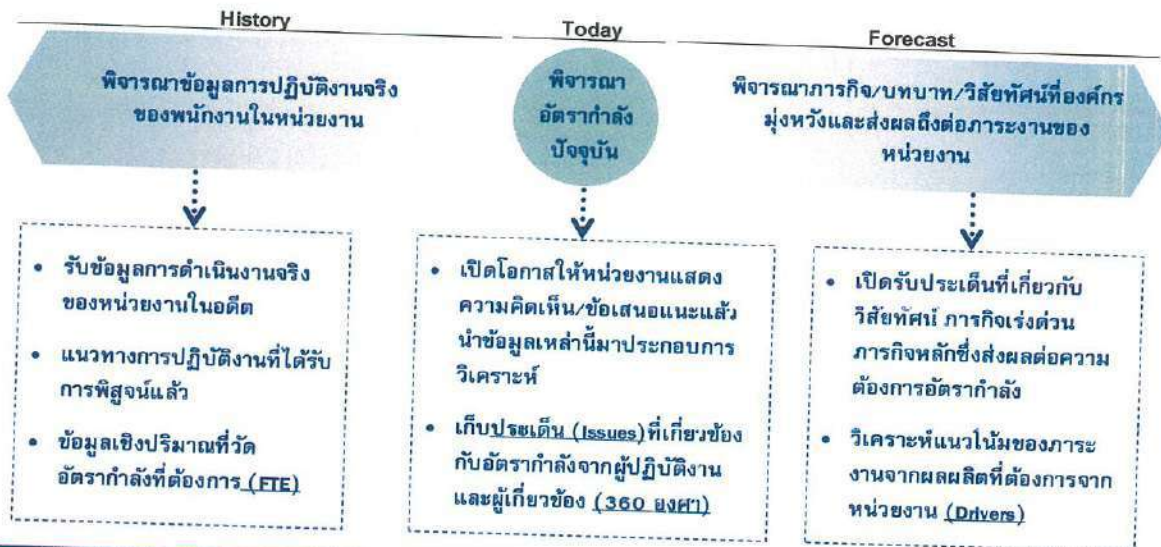 History
Today
Forecast
พิจารณาข้อมูลการปฏิบัติงานจริง
ของพนักงานในหน่วยงาน
พิจารณา
อัตรากำลัง
ปัจจุบัน
พิจารณาภารกิจ/บทบาท/วิสัยทัศน์ที่องค์กร
มุ่งหวังและส่งผลถึงต่อภาระงานของ
หน่วยงาน
• รับข้อมูลการดำเนินงานจริง
ของหน่วยงานในอดีต
• แนวทางการปฏิบัติงานที่ได้รับ
การพิสูจน์แล้ว
• ข้อมูลเชิงปริมาณที่วัด
อัตรากำลังที่ต้องการ (FTE)
• เปิดโอกาสให้หน่วยงานแสดง
ความคิดเห็น/ข้อเสนอแนะแล้ว
นำข้อมูลเหล่านี้มาประกอบการ
วิเคราะห์
• เก็บประเด็น (Issues)ที่เกี่ยวข้อง
กับอัตรากำลังจากผู้ปฏิบัติงาน
และผู้เกี่ยวข้อง (360 องศา)
• เปิดรับประเด็นที่เกี่ยวกับ
วิสัยทัศน์ ภารกิจเร่งด่วน
ภารกิจหลักซึ่งส่งผลต่อความ
ต้องการอัตรากำลัง
• วิเคราะห์แนวโน้มของภาระ
งานจากผลผลิตที่ต้องการจาก
หน่วยงาน (Drivers)